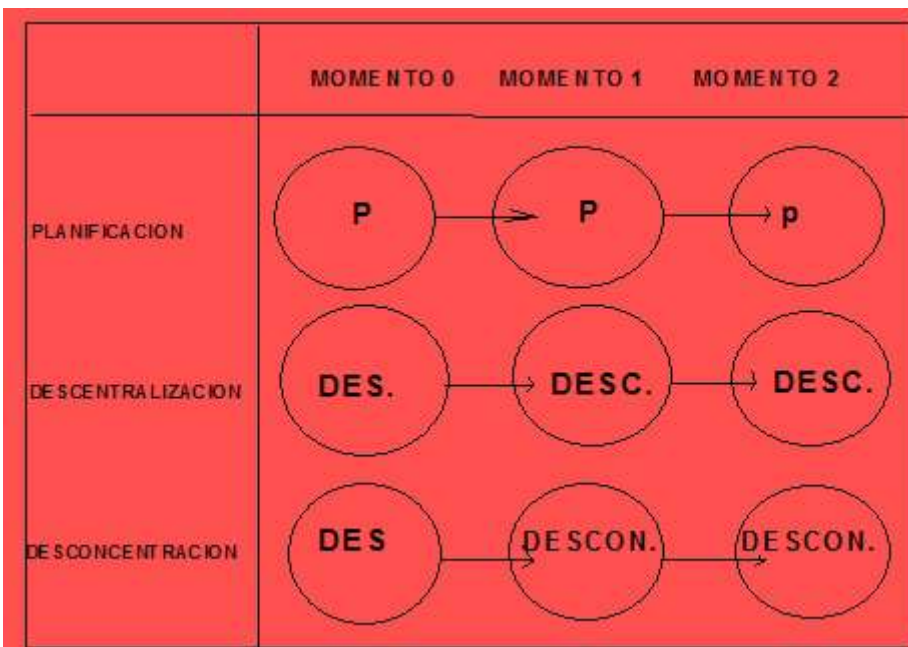 MOMENTO 0 MOMENTO 1 MOMENTO 2
PLANIFICACION P P p
DESCENTRALIZACION DES. DESC. DESC.
DESCONCENTRACION DES DESCON. DESCON.